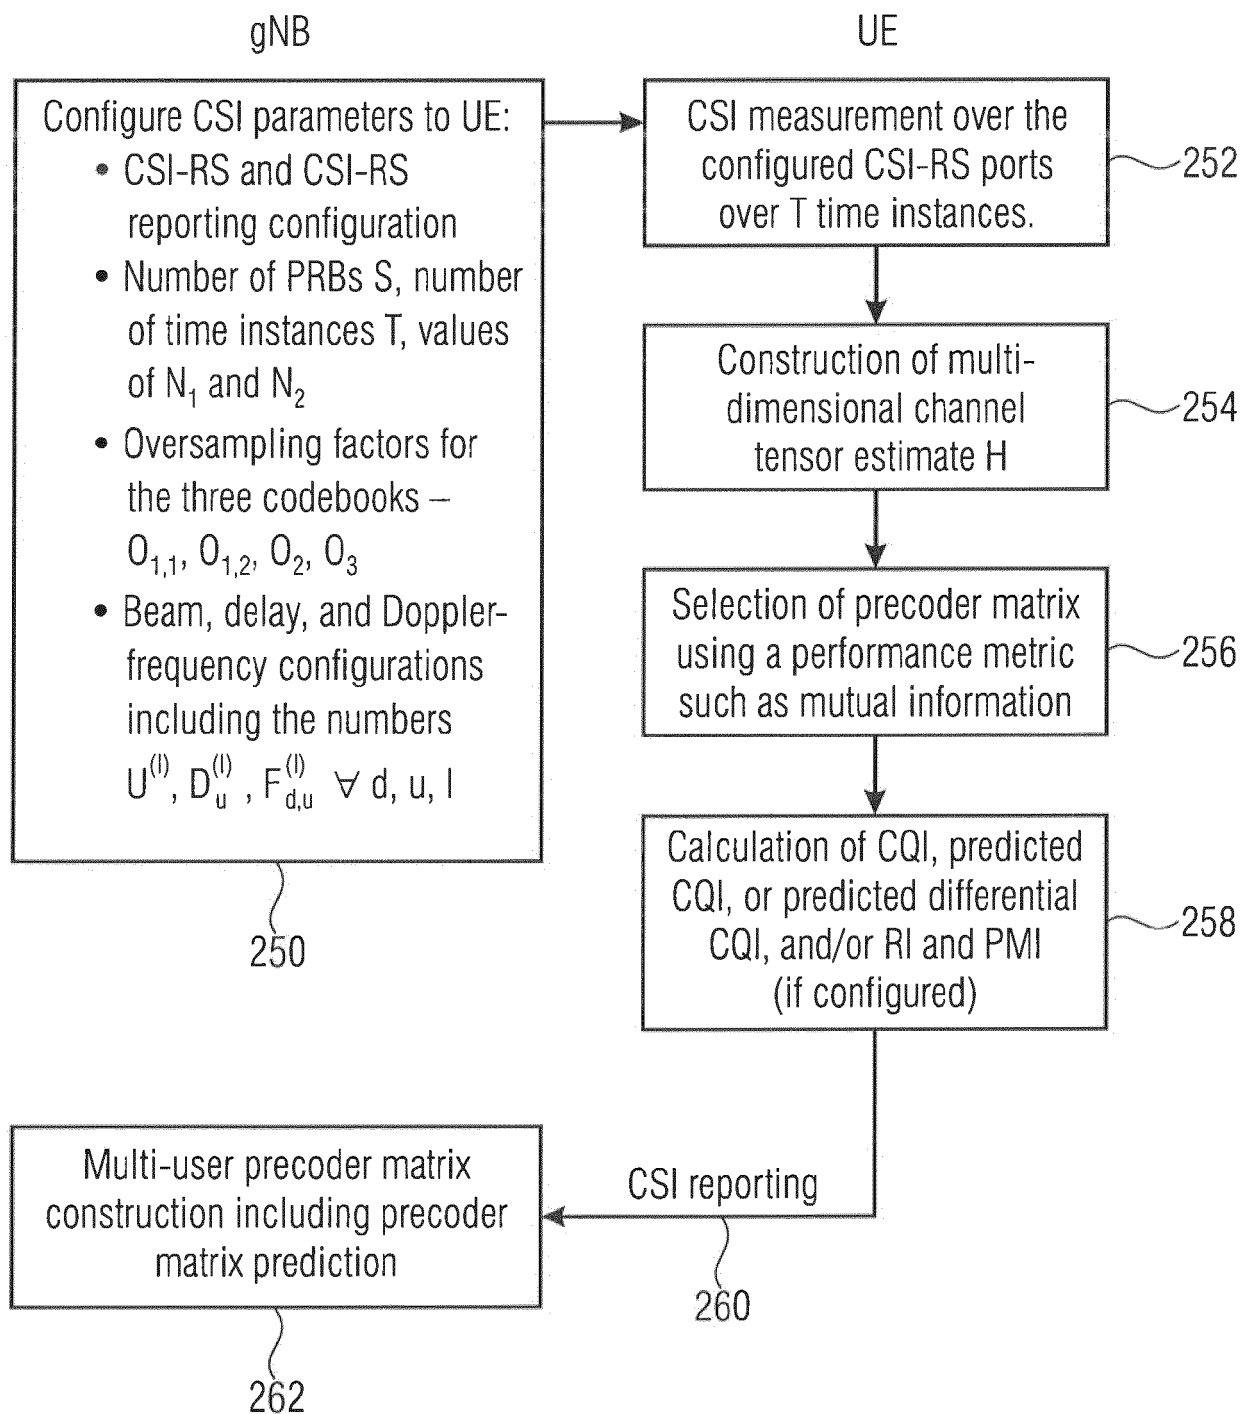 gNB
UE
Configure CSI parameters to UE:
• CSI-RS and CSI-RS
reporting configuration
• Number of PRBs S, number
of time instances T, values
of N₁ and N₂
• Oversampling factors for
the three codebooks –
O₁,₁, O₁,₂, O₂, O₃
• Beam, delay, and Doppler-
frequency configurations
including the numbers
U^(l), D_u^(l), F_d,u^(l) ∀ d, u, l
250
CSI measurement over the
configured CSI-RS ports
over T time instances.
252
Construction of multi-
dimensional channel
tensor estimate H
254
Selection of precoder matrix
using a performance metric
such as mutual information
256
Calculation of CQI, predicted
CQI, or predicted differential
CQI, and/or RI and PMI
(if configured)
258
CSI reporting
260
Multi-user precoder matrix
construction including precoder
matrix prediction
262